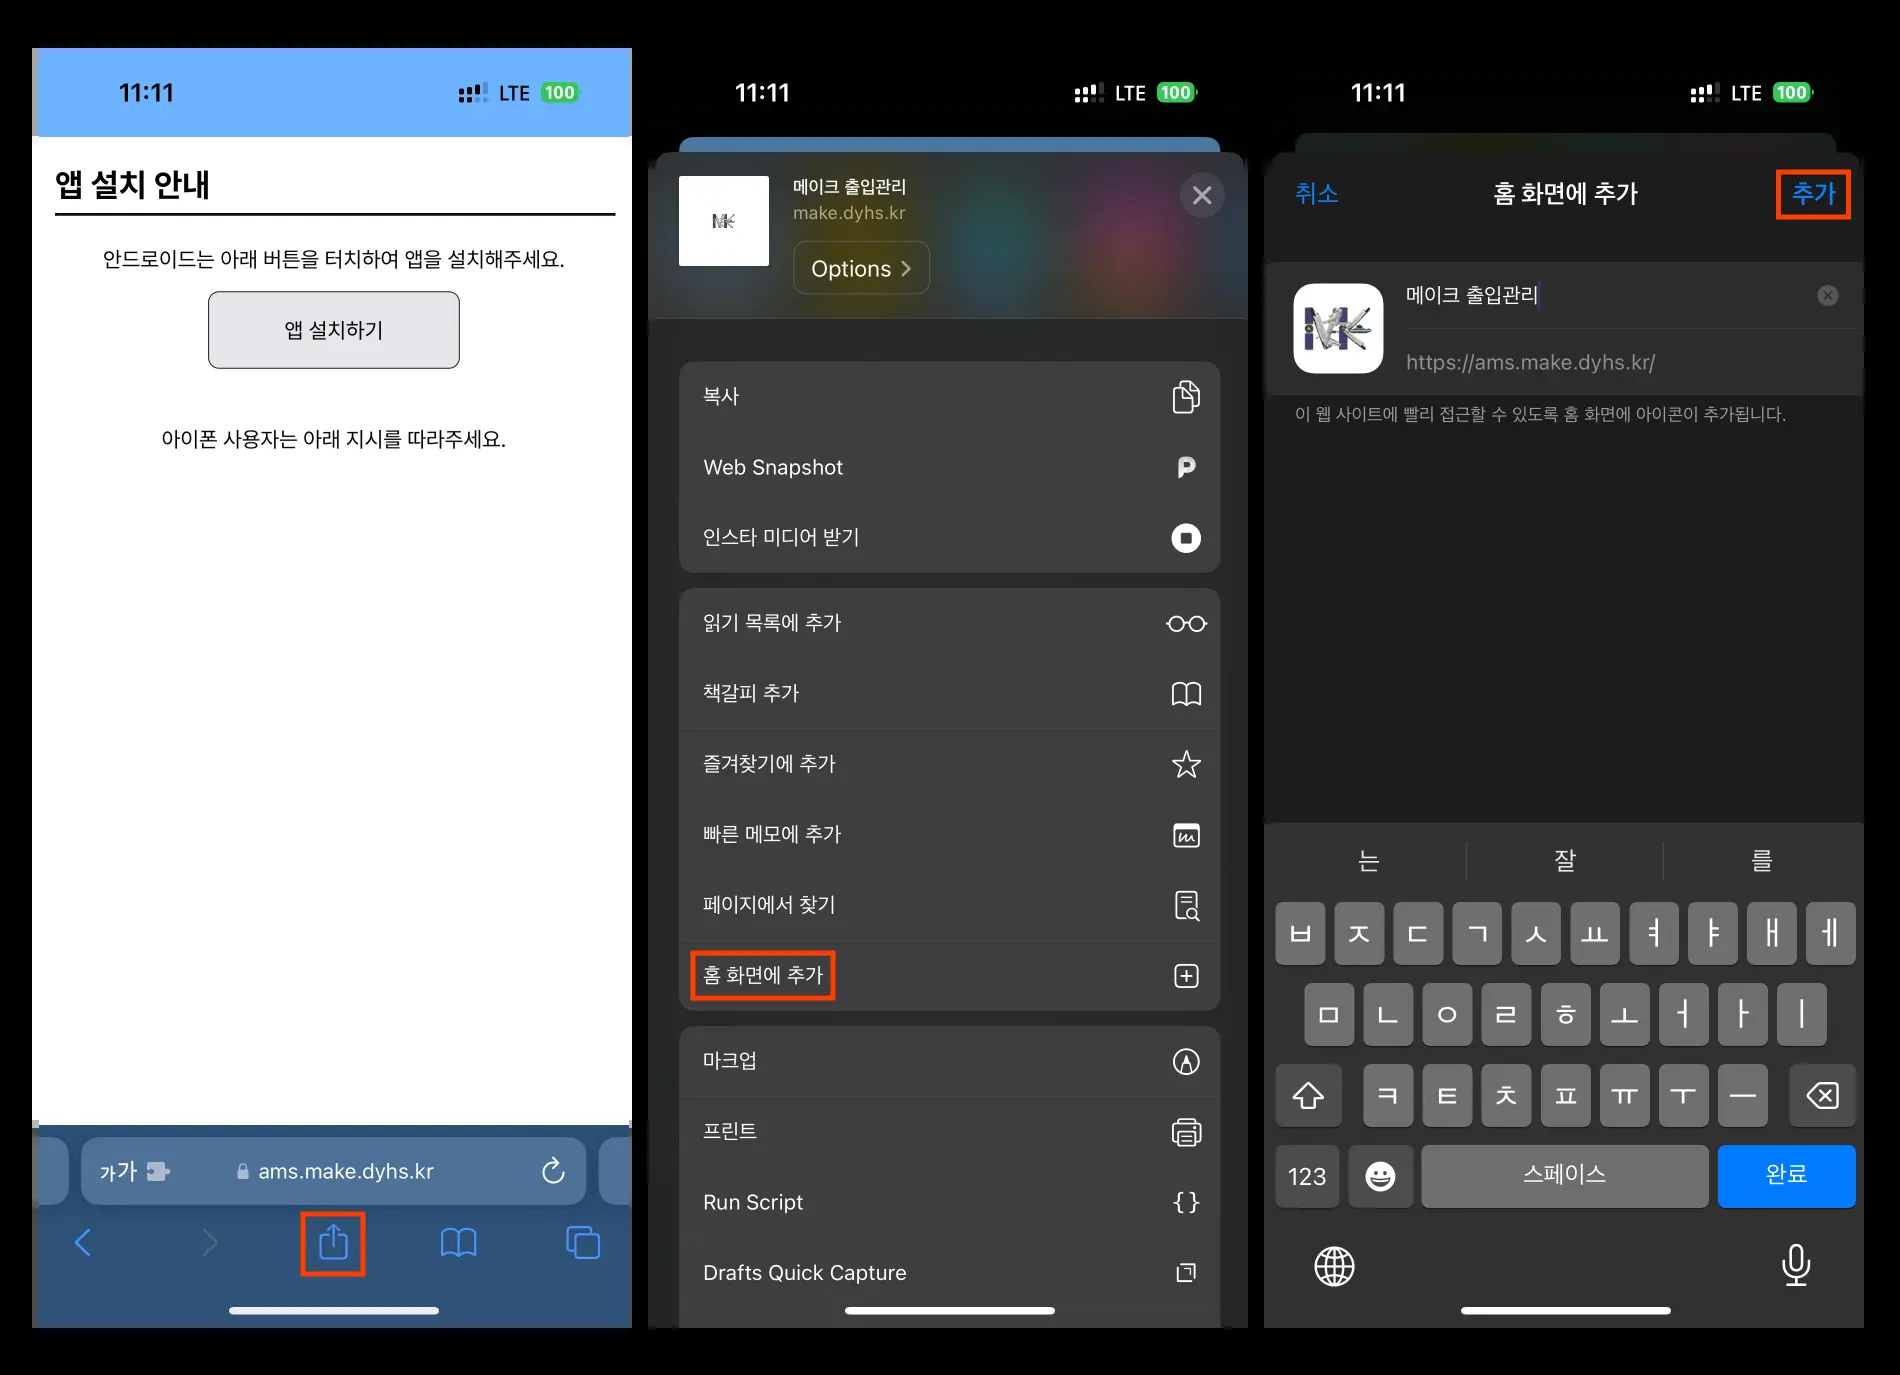 11:11
LTE 100
앱 설치 안내
안드로이드는 아래 버튼을 터치하여 앱을 설치해주세요.
앱 설치하기
아이폰 사용자는 아래 지시를 따라주세요.
가가
ams.make.dyhs.kr
11:11
LTE 100
메이크 출입관리
make.dyhs.kr
Options
복사
Web Snapshot
인스타 미디어 받기
읽기 목록에 추가
책갈피 추가
즐겨찾기에 추가
빠른 메모에 추가
페이지에서 찾기
홈 화면에 추가
마크업
프린트
Run Script
Drafts Quick Capture
11:11
LTE 100
취소 홈 화면에 추가 추가
메이크 출입관리
https://ams.make.dyhs.kr/
이 웹 사이트에 빨리 접근할 수 있도록 홈 화면에 아이콘이 추가됩니다.
는 잘 를
ㅂ ㅈ ㄷ ㄱ ㅅ ㅛ ㅕ ㅑ ㅐ ㅔ
ㅁ ㄴ ㅇ ㄹ ㅎ ㅗ ㅓ ㅏ ㅣ
ㅋ ㅌ ㅊ ㅍ ㅠ ㅜ ㅡ
123 스페이스 완료